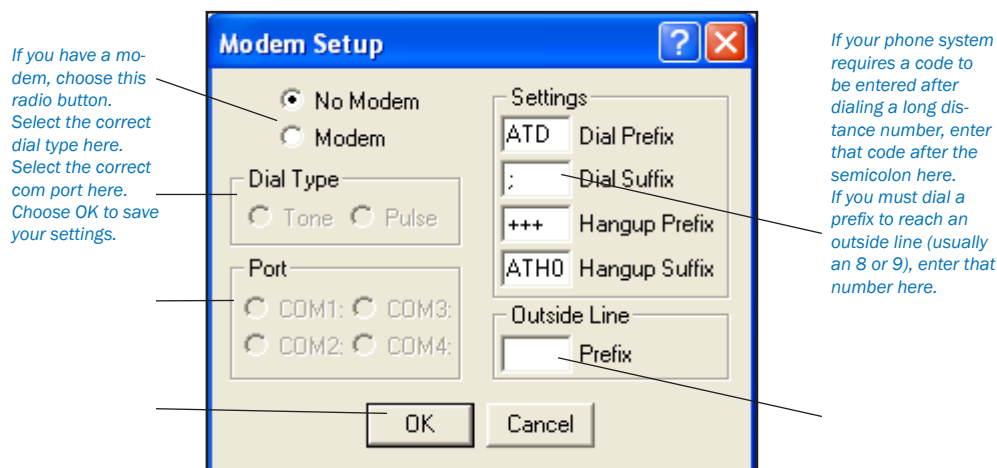 If you have a mo-
dem, choose this
radio button.
Select the correct
dial type here.
Select the correct
com port here.
Choose OK to save
your settings.
Modem Setup
?
No Modem
Modem
Dial Type
Tone Pulse
Port
COM1: COM3:
COM2: COM4:
Settings
ATD Dial Prefix
; Dial Suffix
+++ Hangup Prefix
ATH0 Hangup Suffix
Outside Line
Prefix
OK Cancel
If your phone system
requires a code to
be entered after
dialing a long dis-
tance number, enter
that code after the
semicolon here.
If you must dial a
prefix to reach an
outside line (usually
an 8 or 9), enter that
number here.